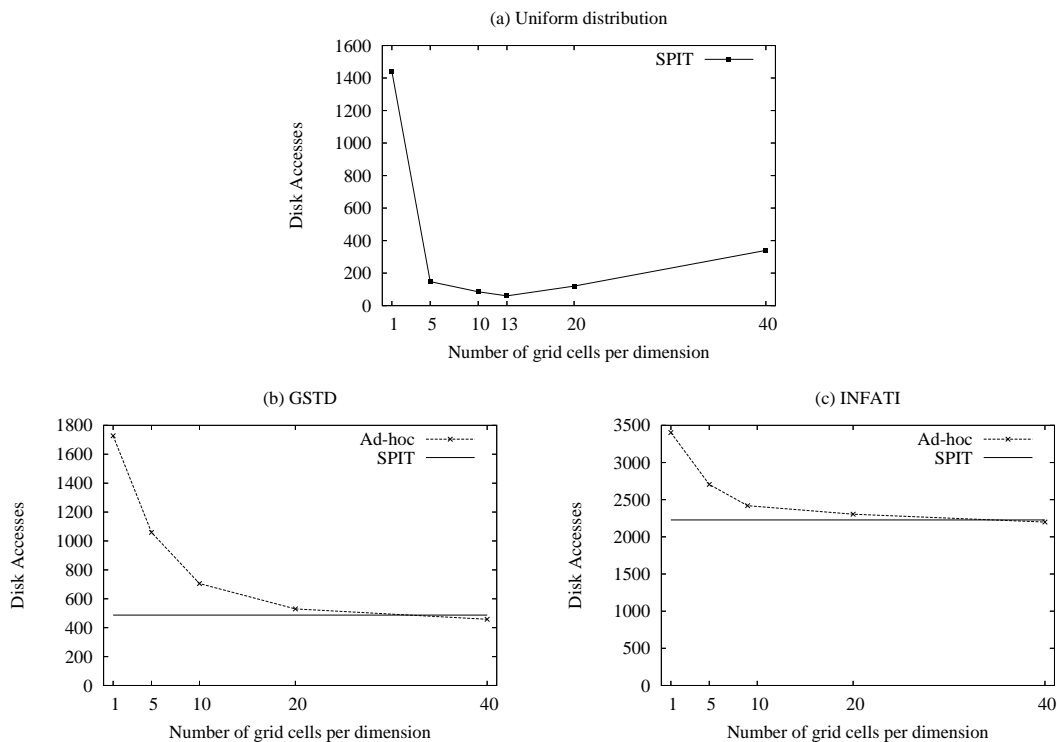 (a) Uniform distribution
1600
1400
1200
1000
800
600
400
200
0
Disk Accesses
SPIT
1 5 10 13 20 40
Number of grid cells per dimension
(b) GSTD
1800
1600
1400
1200
1000
800
600
400
200
0
Disk Accesses
Ad-hoc
SPIT
1 5 10 20 40
Number of grid cells per dimension
(c) INFATI
3500
3000
2500
2000
1500
1000
500
0
Disk Accesses
Ad-hoc
SPIT
1 5 10 20 40
Number of grid cells per dimension